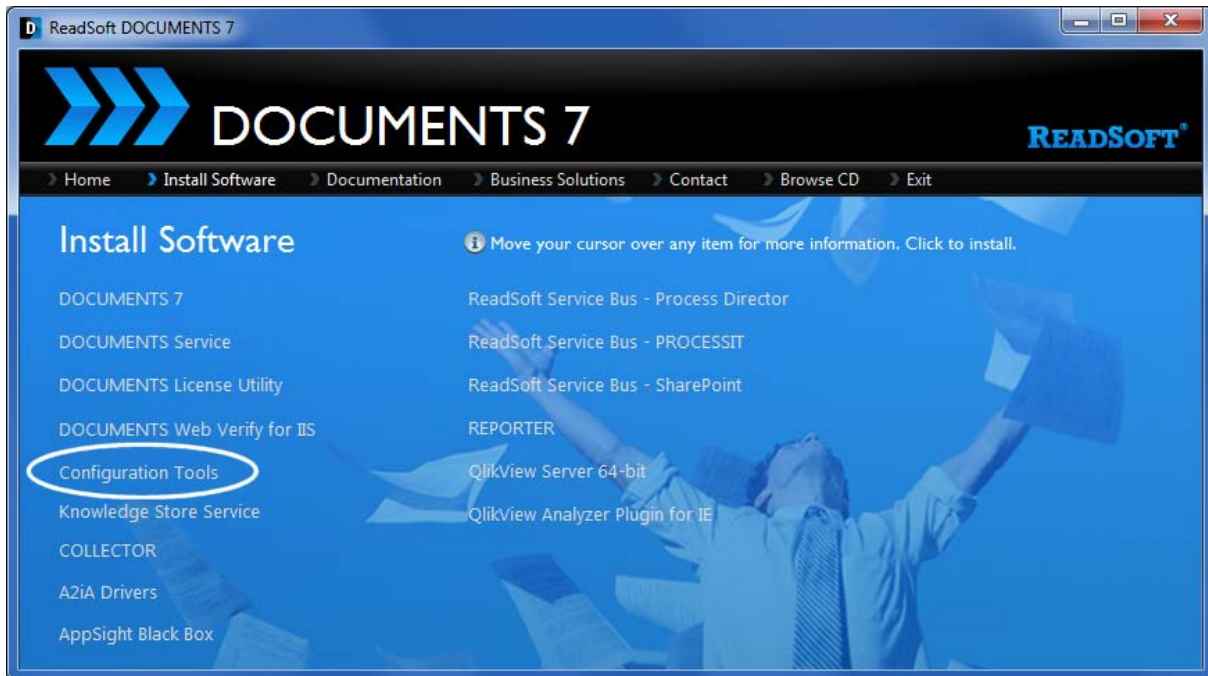 ReadSoft DOCUMENTS 7
DOCUMENTS 7
READSOFT®
Home Install Software Documentation Business Solutions Contact Browse CD Exit
Install Software
Move your cursor over any item for more information. Click to install.
DOCUMENTS 7
DOCUMENTS Service
DOCUMENTS License Utility
DOCUMENTS Web Verify for IIS
Configuration Tools
Knowledge Store Service
COLLECTOR
A2iA Drivers
AppSight Black Box
ReadSoft Service Bus - Process Director
ReadSoft Service Bus - PROCESSIT
ReadSoft Service Bus - SharePoint
REPORTER
QlikView Server 64-bit
QlikView Analyzer Plugin for IE